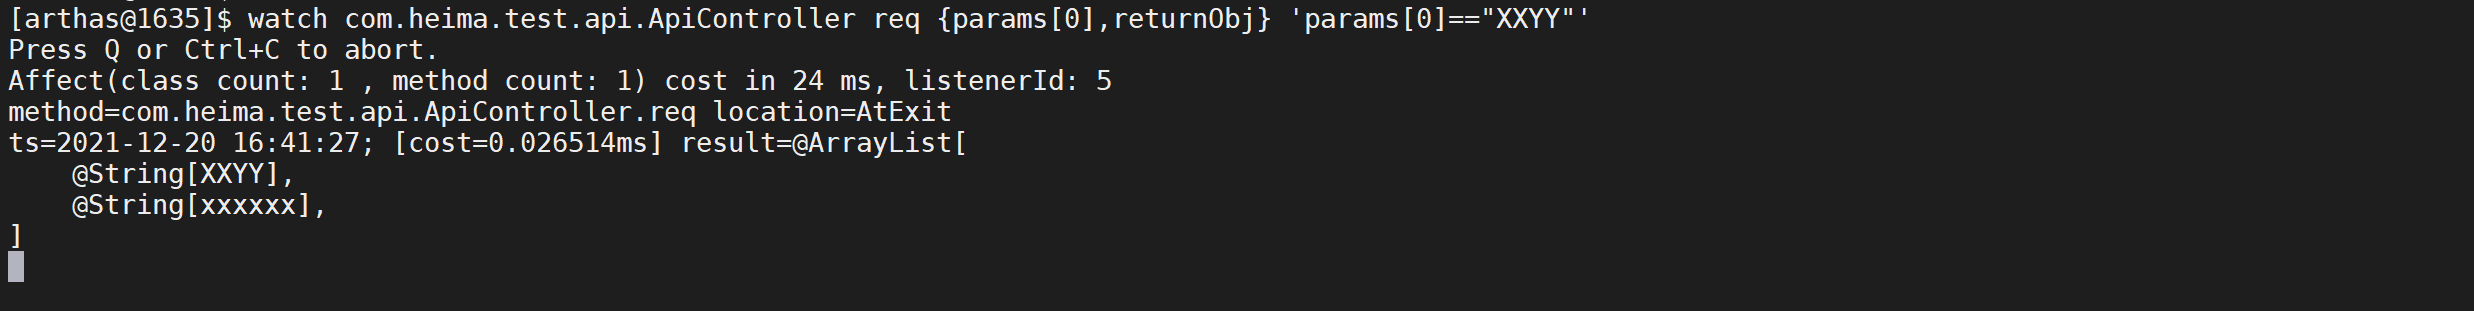 [arthas@1635]$ watch com.heima.test.api.ApiController req {params[0],returnObj} 'params[0]=="XXYY"'
Press Q or Ctrl+C to abort.
Affect(class count: 1 , method count: 1) cost in 24 ms, listenerId: 5
method=com.heima.test.api.ApiController.req location=AtExit
ts=2021-12-20 16:41:27; [cost=0.026514ms] result=@ArrayList[
    @String[XXYY],
    @String[xxxxxx],
]